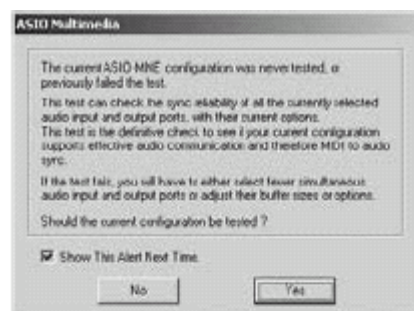 ASIO Multimedia
The current ASIO MME configuration was never tested, or
previously failed the test.
This test can check the sync reliability of all the currently selected
audio input and output ports, with their current options.
This test is the definitive check to see if your current configuration
supports effective audio communication and therefore MIDI to audio
sync.
If the test fails, you will have to either select fewer simultaneous
audio input and output ports or adjust their buffer sizes or options.
Should the current configuration be tested ?
Show This Alert Next Time.
No
Yes